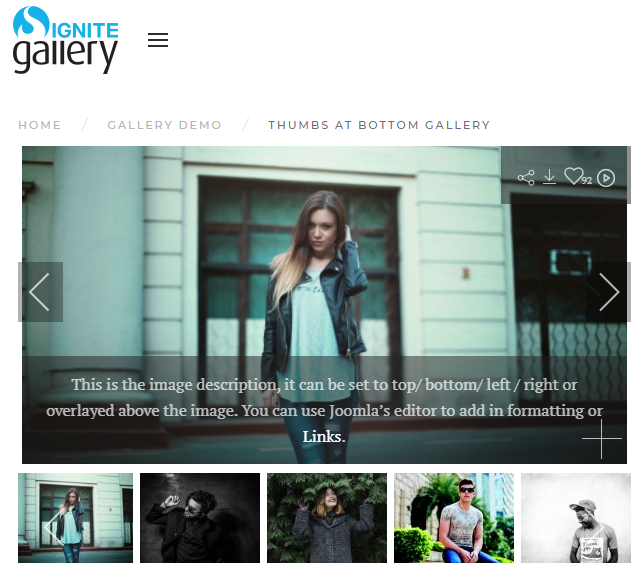 IGNITE
gallery
HOME / GALLERY DEMO / THUMBS AT BOTTOM GALLERY
92
This is the image description, it can be set to top/ bottom/ left / right or
overlayed above the image. You can use Joomla's editor to add in formatting or
Links.